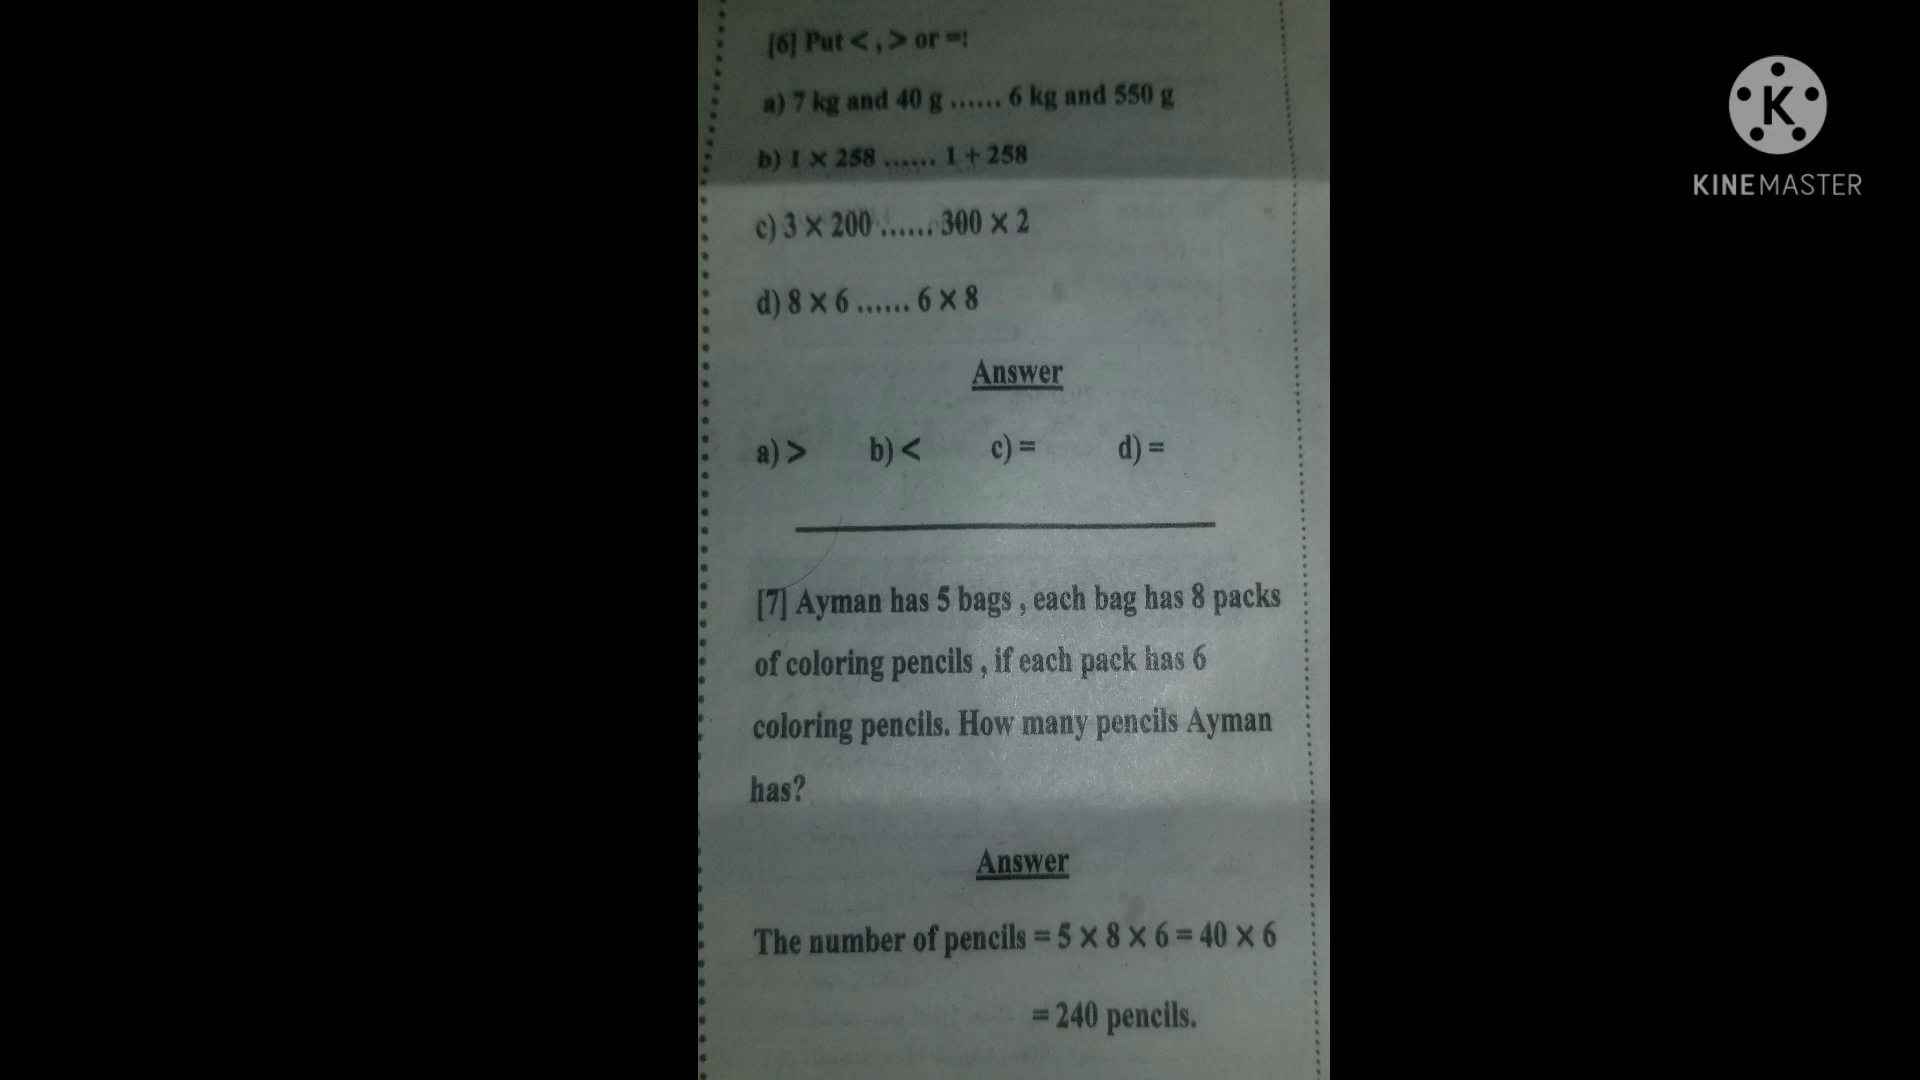 [6] Put < , > or =:
a) 7 kg and 40 g ...... 6 kg and 550 g
b) 1 × 258 ...... 1 + 258
c) 3 × 200 ...... 300 × 2
d) 8 × 6 ...... 6 × 8
Answer
a) > b) < c) = d) =
[7] Ayman has 5 bags , each bag has 8 packs
of coloring pencils , if each pack has 6
coloring pencils. How many pencils Ayman
has?
Answer
The number of pencils = 5 × 8 × 6 = 40 × 6
= 240 pencils.
K
KINEMASTER